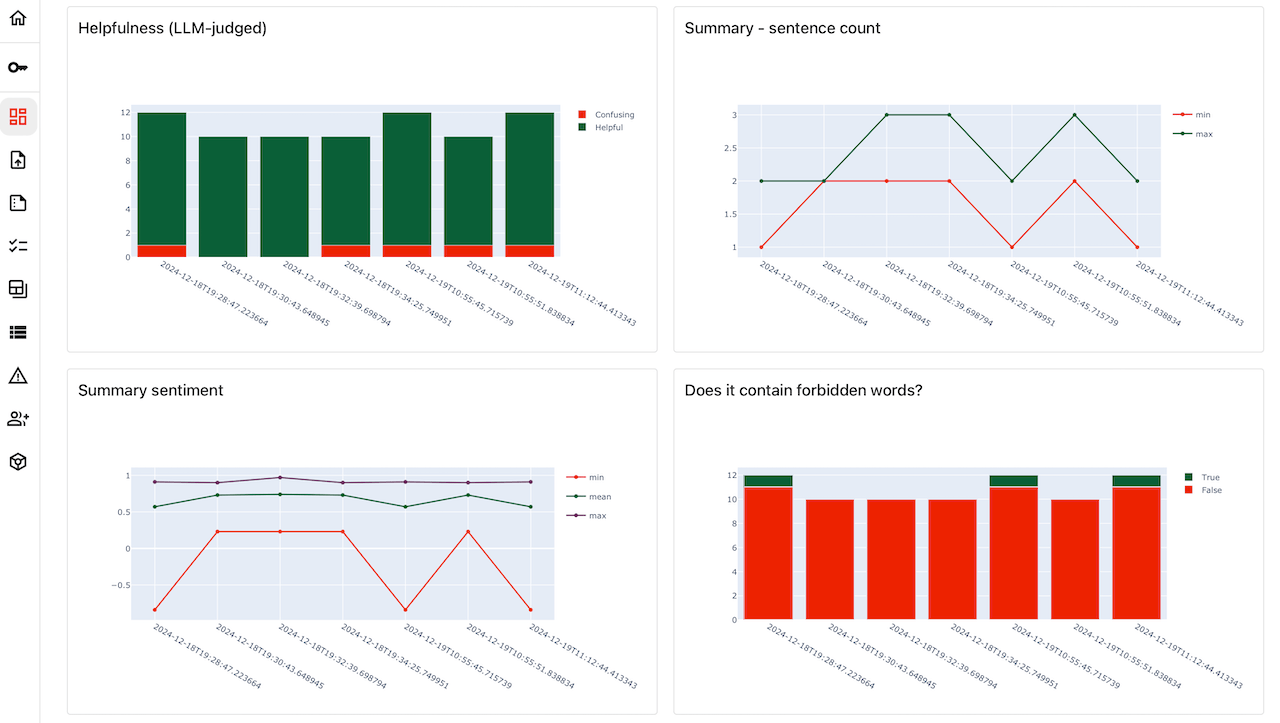 Helpfulness (LLM-judged)
12
10
8
6
4
2
0
Confusing
Helpful
2024-12-18T19:28:47.223664
2024-12-18T19:30:43.648945
2024-12-18T19:32:39.698794
2024-12-18T19:34:25.749951
2024-12-19T10:55:45.715739
2024-12-19T10:55:51.838834
2024-12-19T11:12:44.413343
Summary - sentence count
3
2.5
2
1.5
1
min
max
2024-12-18T19:28:47.223664
2024-12-18T19:30:43.648945
2024-12-18T19:32:39.698794
2024-12-18T19:34:25.749951
2024-12-19T10:55:45.715739
2024-12-19T10:55:51.838834
2024-12-19T11:12:44.413343
Summary sentiment
1
0.5
0
−0.5
min
mean
max
2024-12-18T19:28:47.223664
2024-12-18T19:30:43.648945
2024-12-18T19:32:39.698794
2024-12-18T19:34:25.749951
2024-12-19T10:55:45.715739
2024-12-19T10:55:51.838834
2024-12-19T11:12:44.413343
Does it contain forbidden words?
12
10
8
6
4
2
0
True
False
2024-12-18T19:28:47.223664
2024-12-18T19:30:43.648945
2024-12-18T19:32:39.698794
2024-12-18T19:34:25.749951
2024-12-19T10:55:45.715739
2024-12-19T10:55:51.838834
2024-12-19T11:12:44.413343